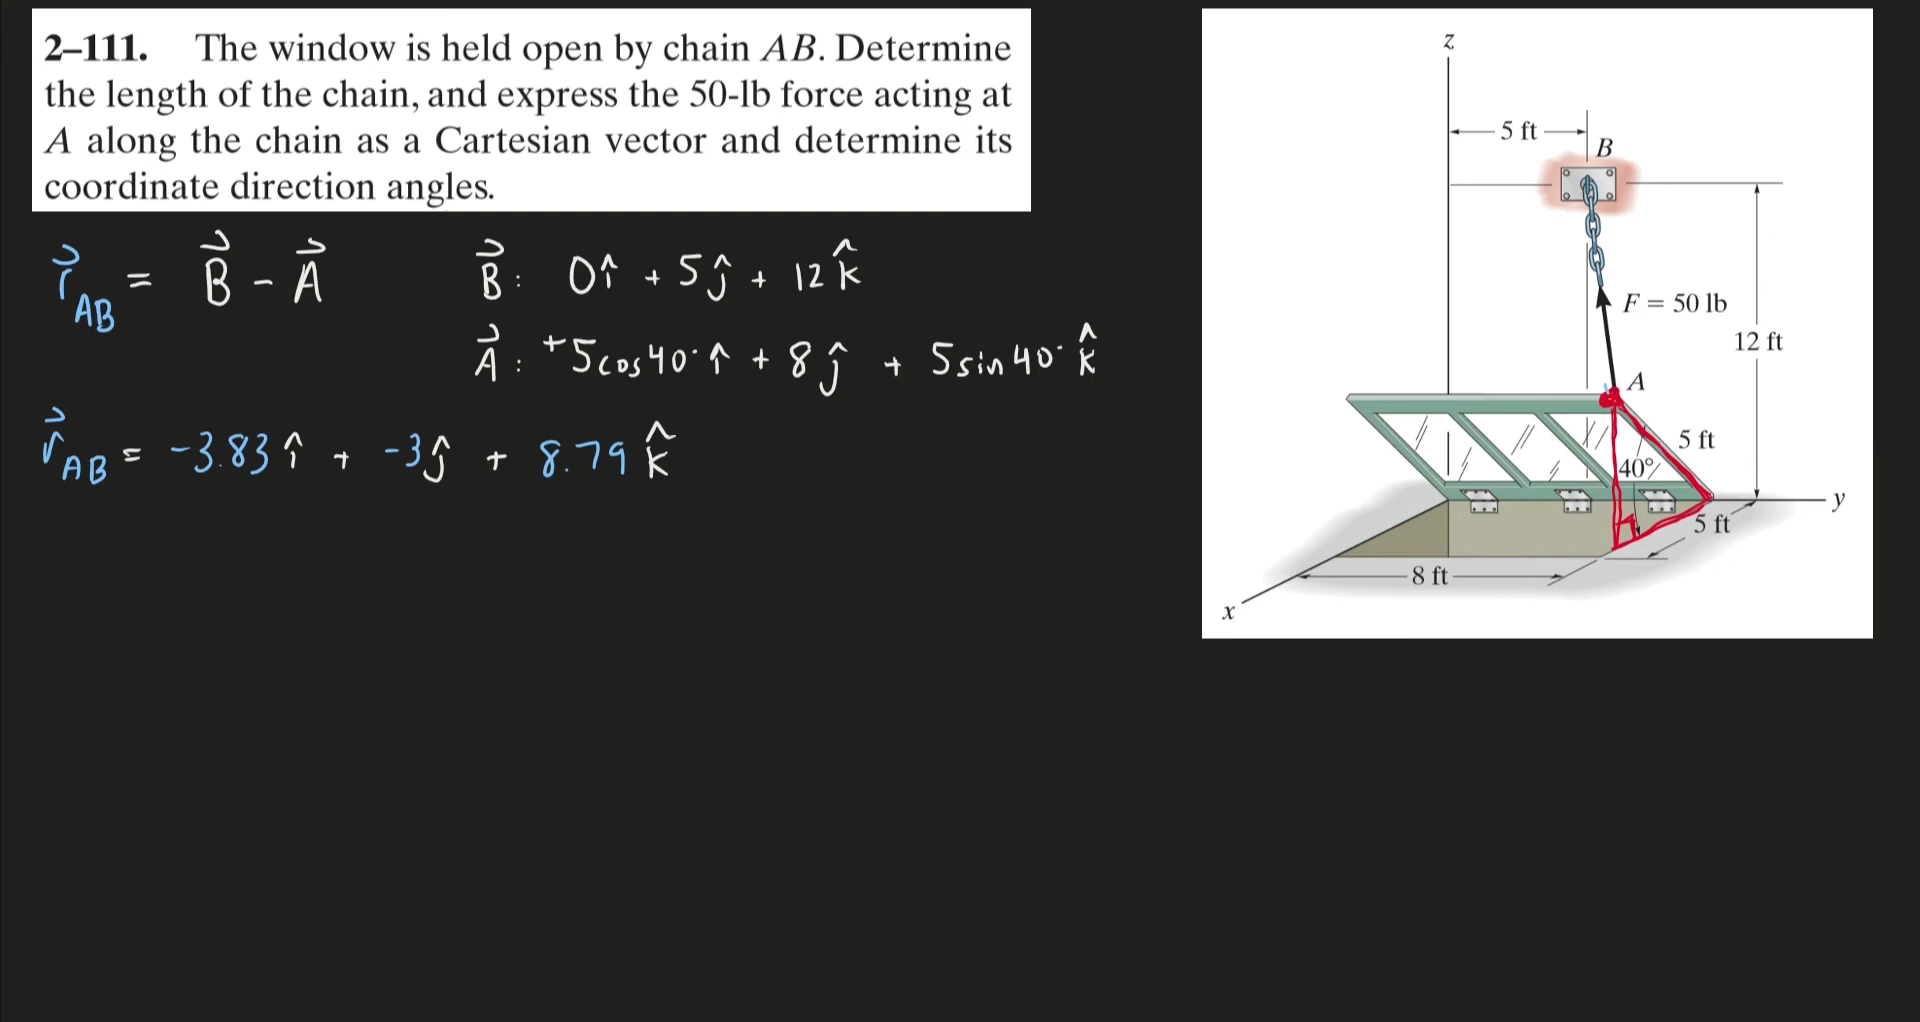 2–111. The window is held open by chain AB. Determine
the length of the chain, and express the 50-lb force acting at
A along the chain as a Cartesian vector and determine its
coordinate direction angles.
r⃗AB = B⃗ - A⃗
B⃗: 0î + 5ĵ + 12k̂
A⃗: +5cos40°î + 8ĵ + 5sin40°k̂
r⃗AB = -3.83î + -3ĵ + 8.79k̂
z
5 ft
B
F = 50 lb
12 ft
A
5 ft
40°
y
5 ft
8 ft
x